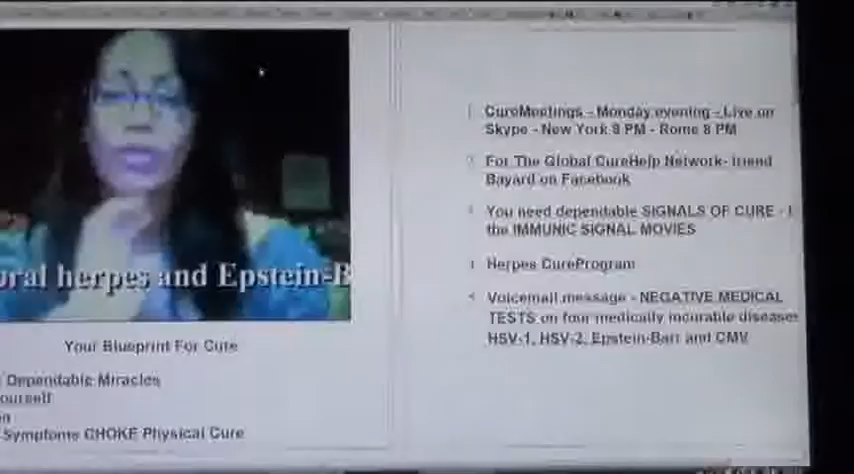 oral herpes and Epstein-B
Your Blueprint For Cure
Dependable Miracles
ourself
on
Symptoms CHOKE Physical Cure
CureMeetings - Monday evening - Live on
Skype - New York 8 PM - Rome 8 PM
For The Global CureHelp Network- friend
Bayard on Facebook
You need dependable SIGNALS OF CURE - I
the IMMUNIC SIGNAL MOVIES
Herpes CureProgram
Voicemail message - NEGATIVE MEDICAL
TESTS on four medically incurable diseases
HSV-1, HSV-2, Epstein-Barr and CMV